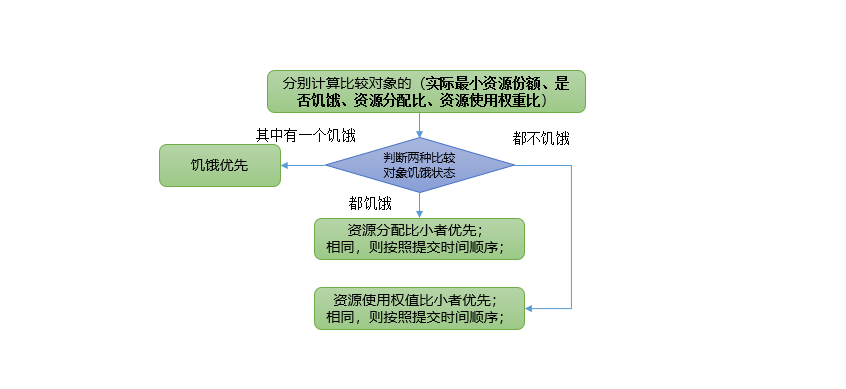 分别计算比较对象的（实际最小资源份额、是
否饥饿、资源分配比、资源使用权重比）
其中有一个饥饿
都不饥饿
饥饿优先
判断两种比较
对象饥饿状态
都饥饿
资源分配比小者优先；
相同，则按照提交时间顺序；
资源使用权值比小者优先；
相同，则按照提交时间顺序；